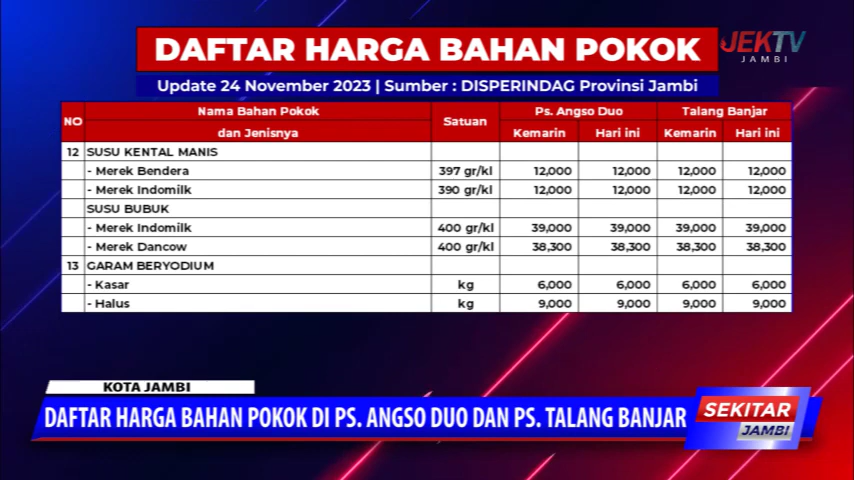 DAFTAR HARGA BAHAN POKOK
JEKTV
JAMBI
Update 24 November 2023 | Sumber : DISPERINDAG Provinsi Jambi
NO Nama Bahan Pokok dan Jenisnya Satuan Ps. Angso Duo Talang Banjar
Kemarin Hari ini Kemarin Hari ini
12 SUSU KENTAL MANIS
- Merek Bendera 397 gr/kl 12,000 12,000 12,000 12,000
- Merek Indomilk 390 gr/kl 12,000 12,000 12,000 12,000
SUSU BUBUK
- Merek Indomilk 400 gr/kl 39,000 39,000 39,000 39,000
- Merek Dancow 400 gr/kl 38,300 38,300 38,300 38,300
13 GARAM BERYODIUM
- Kasar kg 6,000 6,000 6,000 6,000
- Halus kg 9,000 9,000 9,000 9,000
KOTA JAMBI
DAFTAR HARGA BAHAN POKOK DI PS. ANGSO DUO DAN PS. TALANG BANJAR
SEKITAR
JAMBI